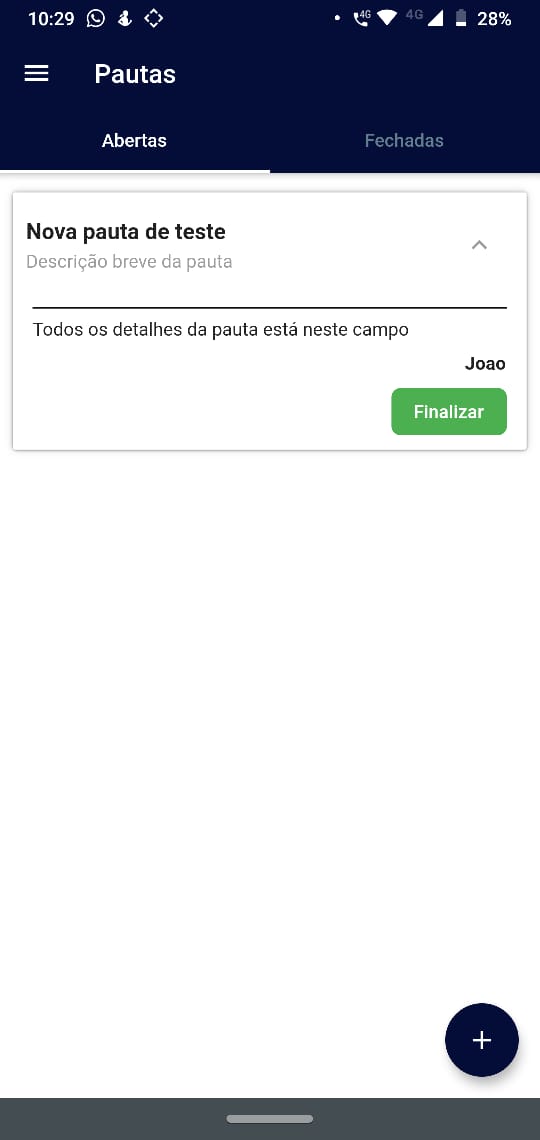 10:29 4G 4G 28%
Pautas
Abertas Fechadas
Nova pauta de teste
Descrição breve da pauta
Todos os detalhes da pauta está neste campo
Joao
Finalizar
+